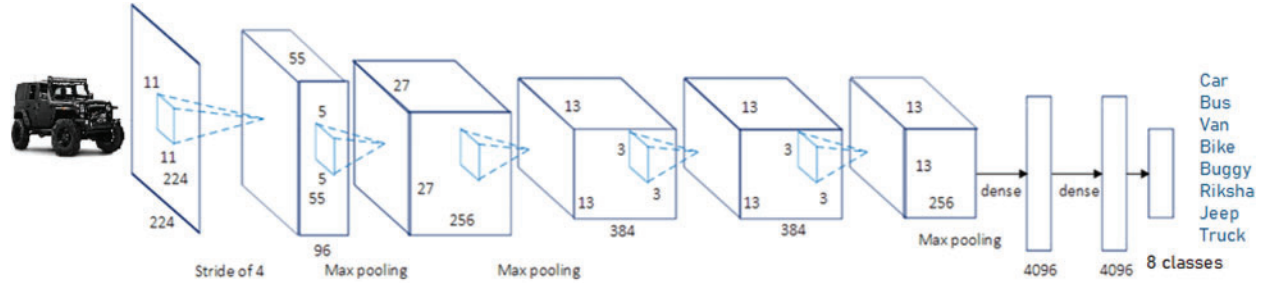 11
11
224
224
Stride of 4
55
5
5
55
96
Max pooling
27
27
256
Max pooling
13
13
3
3
384
13
13
3
3
384
13
13
256
Max pooling
dense
4096
dense
4096
8 classes
Car
Bus
Van
Bike
Buggy
Riksha
Jeep
Truck